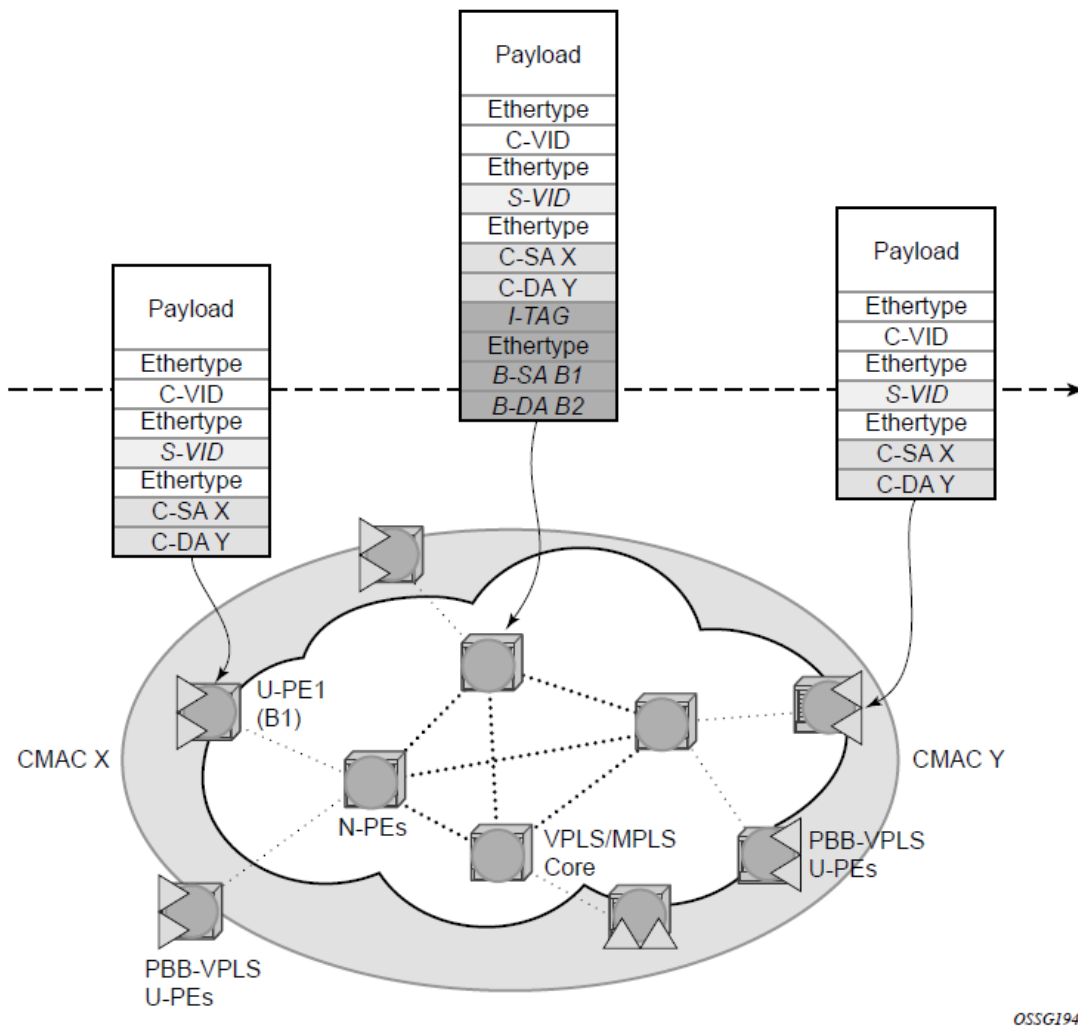 Payload
Ethertype
C-VID
Ethertype
S-VID
Ethertype
C-SA X
C-DA Y
Payload
Ethertype
C-VID
Ethertype
S-VID
Ethertype
C-SA X
C-DA Y
I-TAG
Ethertype
B-SA B1
B-DA B2
Payload
Ethertype
C-VID
Ethertype
S-VID
Ethertype
C-SA X
C-DA Y
U-PE1
(B1)
CMAC X
CMAC Y
N-PEs
VPLS/MPLS
Core
PBB-VPLS
U-PEs
PBB-VPLS
U-PEs
OSSG194